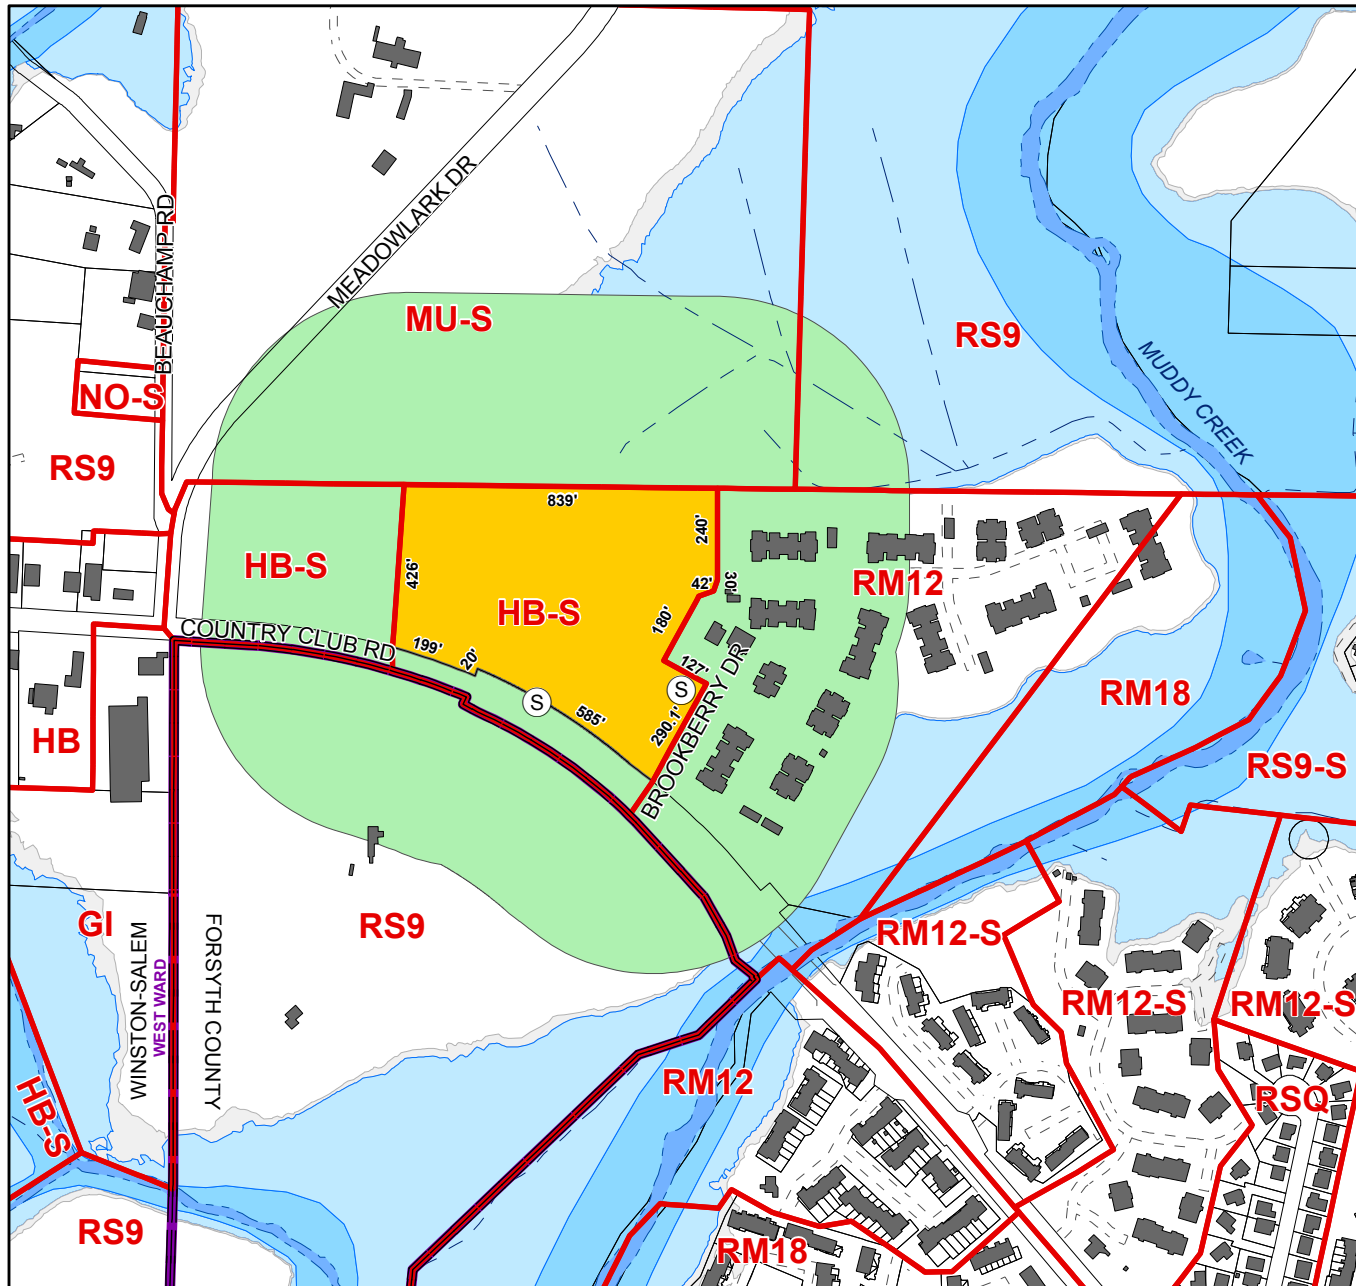 BEAUCHAMP RD
MEADOWLARK DR
MU-S
RS9
MUDDY CREEK
NO-S
RS9
839'
240'
HB-S
426'
HB-S
42'
30'
RM12
180'
COUNTRY CLUB RD
199'
20'
127'
S
S
585'
290.1'
BROOKBERRY DR
RM18
HB
RS9-S
GI
RS9
RM12-S
WINSTON-SALEM
WEST WARD
FORSYTH COUNTY
RM12-S
RM12-S
HB-S
RM12
RSQ
RS9
RM18